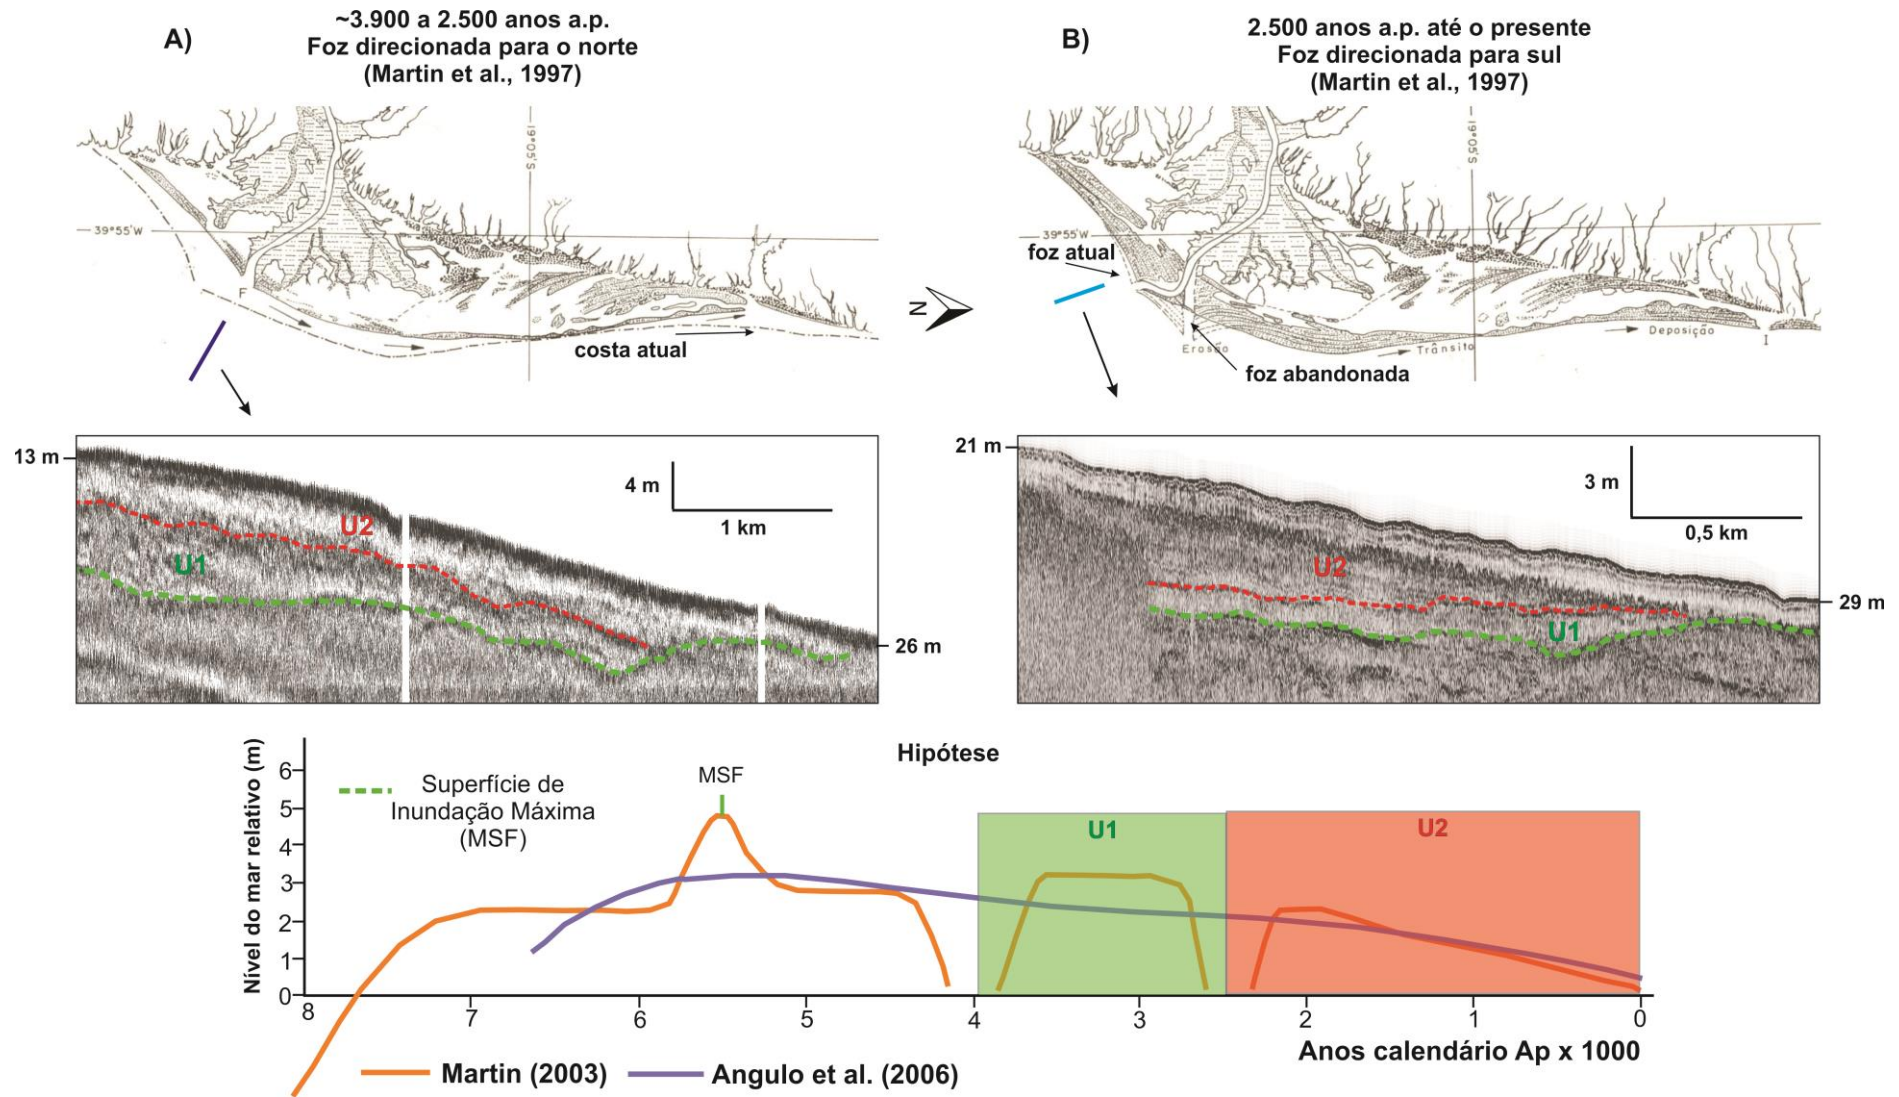 A)
~3.900 a 2.500 anos a.p.
Foz direcionada para o norte
(Martin et al., 1997)
B)
2.500 anos a.p. até o presente
Foz direcionada para sul
(Martin et al., 1997)
19°05'S
39°55'W
F
costa atual
N
19°05'S
39°55'W
foz atual
Erosão
Trânsito
Deposição
I
foz abandonada
13 m
U2
U1
4 m
1 km
26 m
21 m
U2
U1
3 m
0,5 km
29 m
Hipótese
Nível do mar relativo (m)
6
5
4
3
2
1
0
Superfície de
Inundação Máxima
(MSF)
MSF
U1
U2
8
7
6
5
4
3
2
1
0
Anos calendário Ap x 1000
Martin (2003)
Angulo et al. (2006)